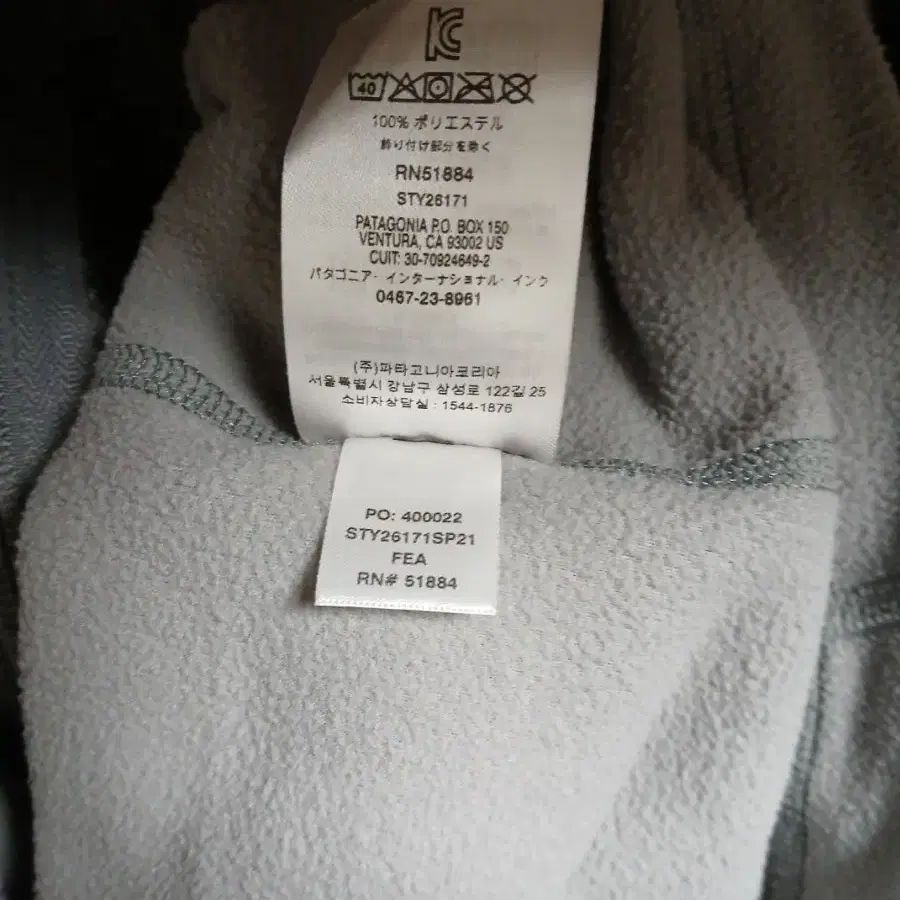 KC
40
100% ポリエステル
飾り付け部分を除く
RN51884
STY26171
PATAGONIA P.O. BOX 150
VENTURA, CA 93002 US
CUIT: 30-70924649-2
パタゴニア・インターナショナル・インク
0467-23-8961
(주)파타고니아코리아
서울특별시 강남구 삼성로 122길 25
소비자상담실 : 1544-1876
PO: 400022
STY26171SP21
FEA
RN# 51884